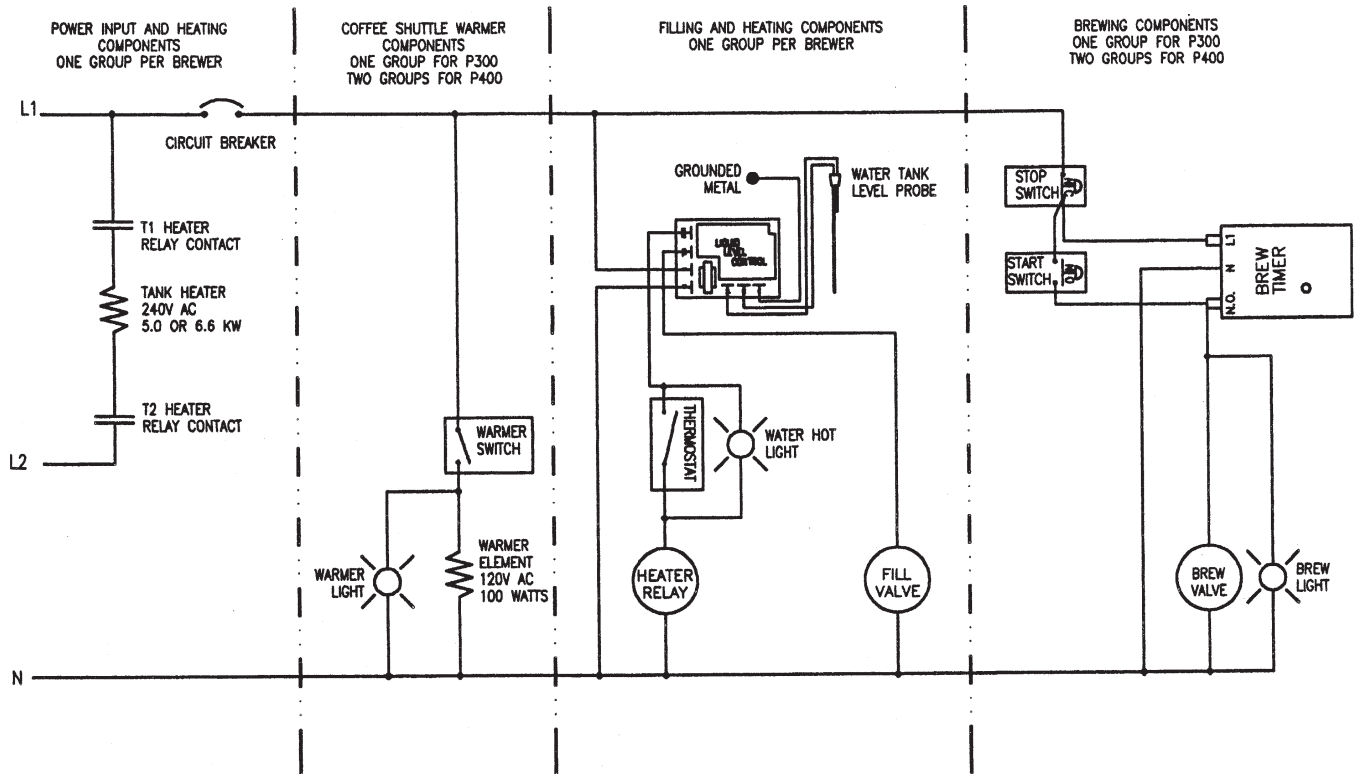 POWER INPUT AND HEATING
COMPONENTS
ONE GROUP PER BREWER
COFFEE SHUTTLE WARMER
COMPONENTS
ONE GROUP FOR P300
TWO GROUPS FOR P400
FILLING AND HEATING COMPONENTS
ONE GROUP PER BREWER
BREWING COMPONENTS
ONE GROUP FOR P300
TWO GROUPS FOR P400
L1
CIRCUIT BREAKER
T1 HEATER
RELAY CONTACT
TANK HEATER
240V AC
5.0 OR 6.6 KW
T2 HEATER
RELAY CONTACT
L2
WARMER
SWITCH
WARMER
LIGHT
WARMER
ELEMENT
120V AC
100 WATTS
GROUNDED
METAL
WATER TANK
LEVEL PROBE
LIQUID
LEVEL
CONTROL
THERMOSTAT
WATER HOT
LIGHT
HEATER
RELAY
FILL
VALVE
STOP
SWITCH
NC
START
SWITCH
NO
L1
N
N.O.
BREW
TIMER
BREW
VALVE
BREW
LIGHT
N